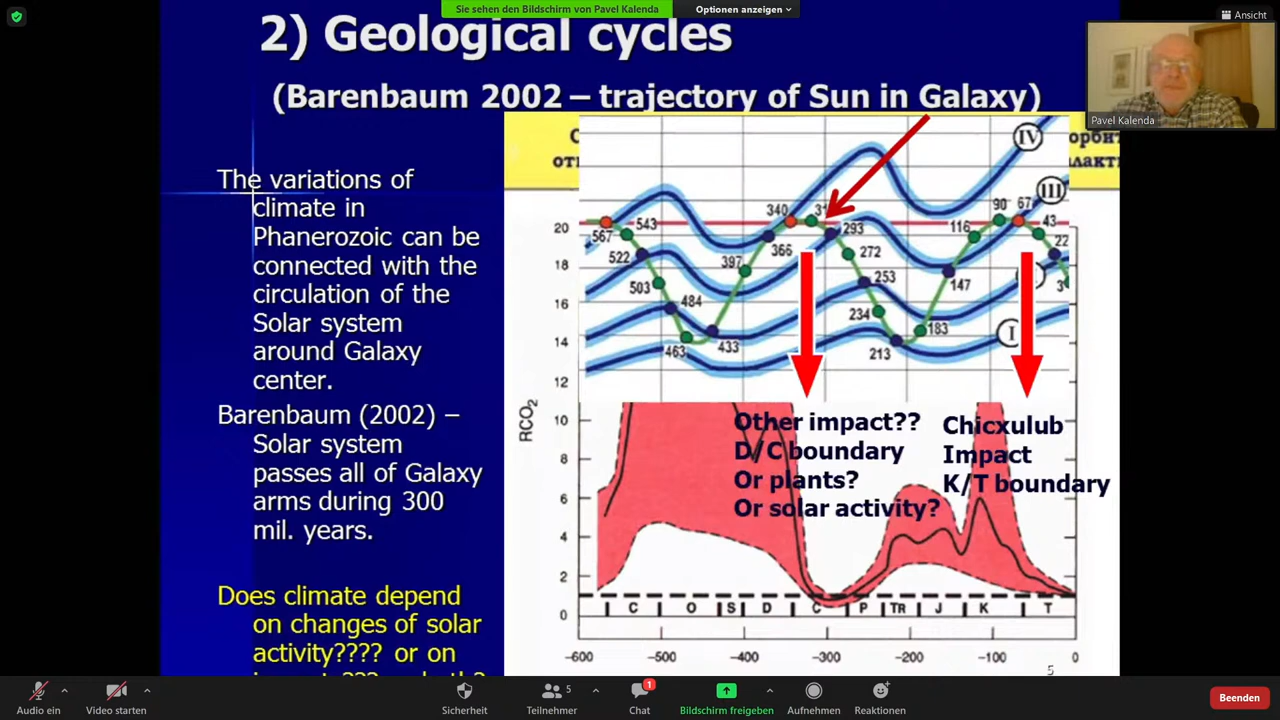 Sie sehen den Bildschirm von Pavel Kalenda
Optionen anzeigen
Ansicht
2) Geological cycles
(Barenbaum 2002 – trajectory of Sun in Galaxy)
Pavel Kalenda
The variations of
climate in
Phanerozoic can be
connected with the
circulation of the
Solar system
around Galaxy
center.
Barenbaum (2002) –
Solar system
passes all of Galaxy
arms during 300
mil. years.
Does climate depend
on changes of solar
activity???? or on
IV
III
I
567
543
522
503
484
463
433
397
366
340
293
272
253
234
213
183
147
116
90
67
43
22
3
20
18
16
14
12
10
8
6
4
2
0
RCO2
Other impact??
D/C boundary
Or plants?
Or solar activity?
Chicxulub
Impact
K/T boundary
C O S D C P TR J K T
-600 -500 -400 -300 -200 -100 0
5
Audio ein
Video starten
Sicherheit
5
Teilnehmer
1
Chat
Bildschirm freigeben
Aufnehmen
Reaktionen
Beenden